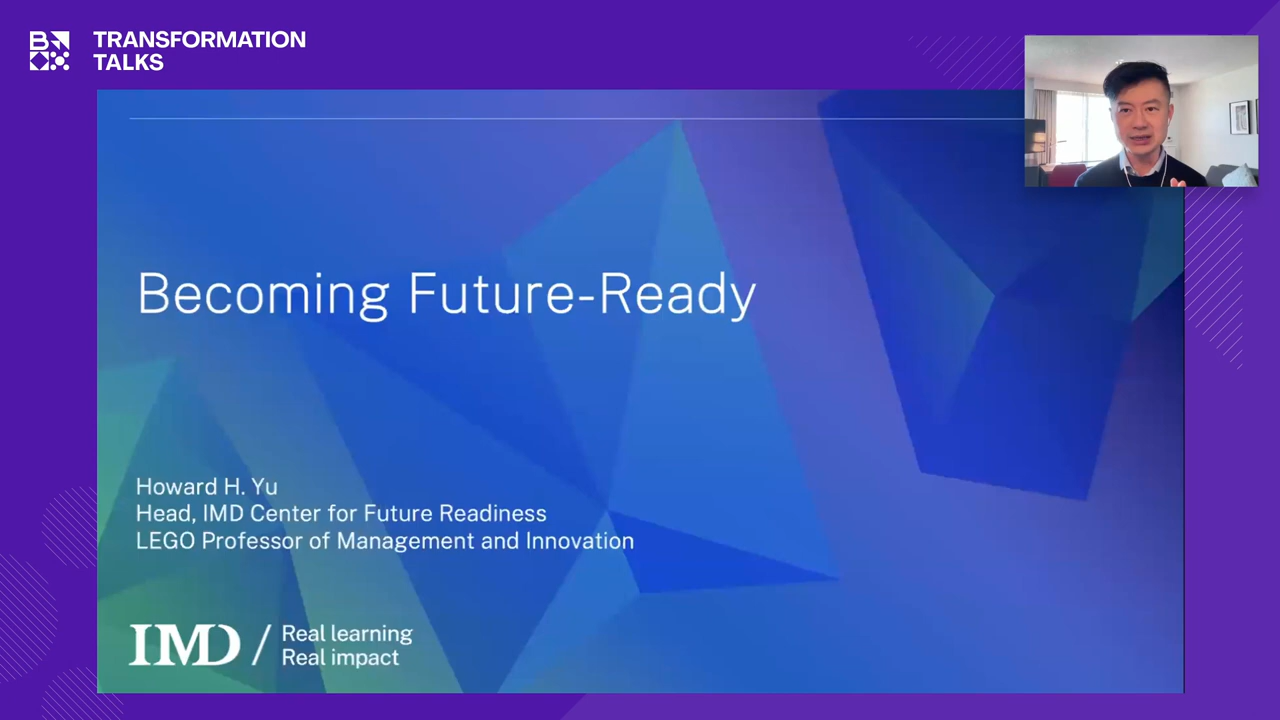 TRANSFORMATION
TALKS
Becoming Future-Ready
Howard H. Yu
Head, IMD Center for Future Readiness
LEGO Professor of Management and Innovation
IMD / Real learning
Real impact